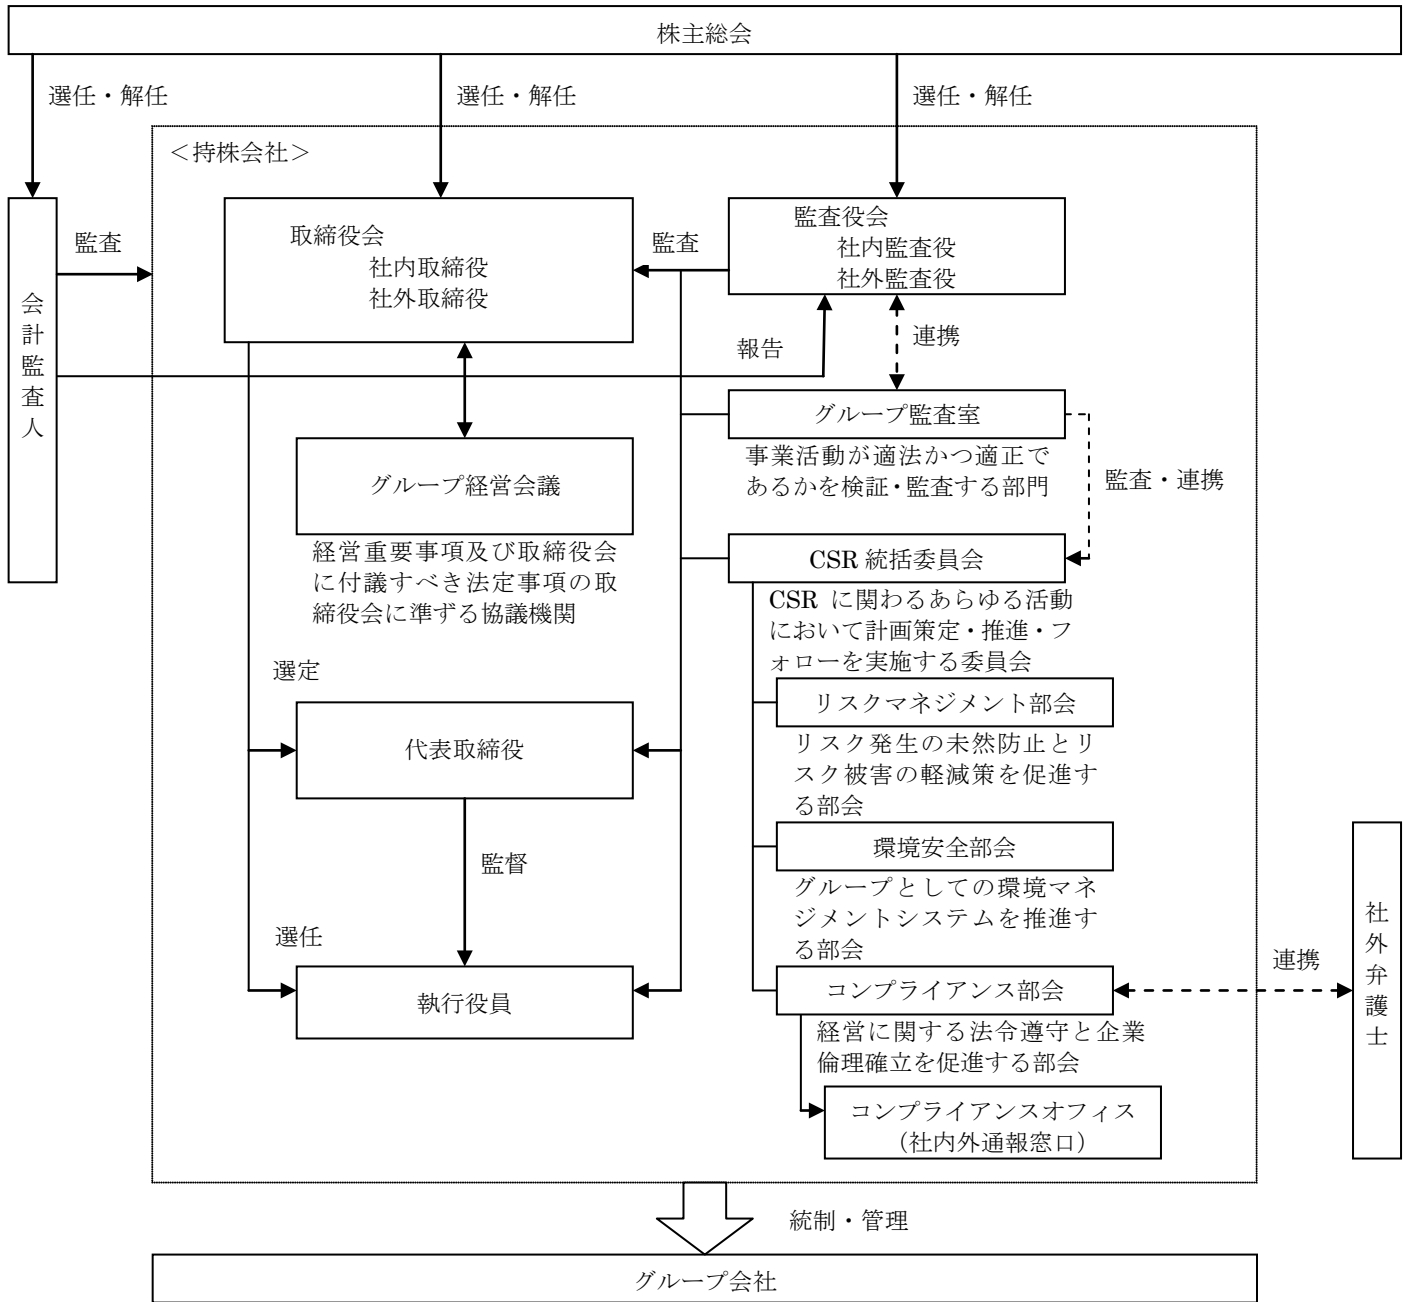 株主総会
選任・解任
選任・解任
選任・解任
＜持株会社＞
会計監査人
監査
取締役会
社内取締役
社外取締役
監査
監査役会
社内監査役
社外監査役
報告
連携
グループ監査室
事業活動が適法かつ適正で
あるかを検証・監査する部門
監査・連携
グループ経営会議
経営重要事項及び取締役会
に付議すべき法定事項の取
締役会に準ずる協議機関
CSR 統括委員会
CSR に関わるあらゆる活動
において計画策定・推進・フ
ォローを実施する委員会
選定
代表取締役
リスクマネジメント部会
リスク発生の未然防止とリ
スク被害の軽減策を促進す
る部会
監督
環境安全部会
グループとしての環境マネ
ジメントシステムを推進す
る部会
選任
執行役員
コンプライアンス部会
連携
社外弁護士
経営に関する法令遵守と企業
倫理確立を促進する部会
コンプライアンスオフィス
（社内外通報窓口）
統制・管理
グループ会社